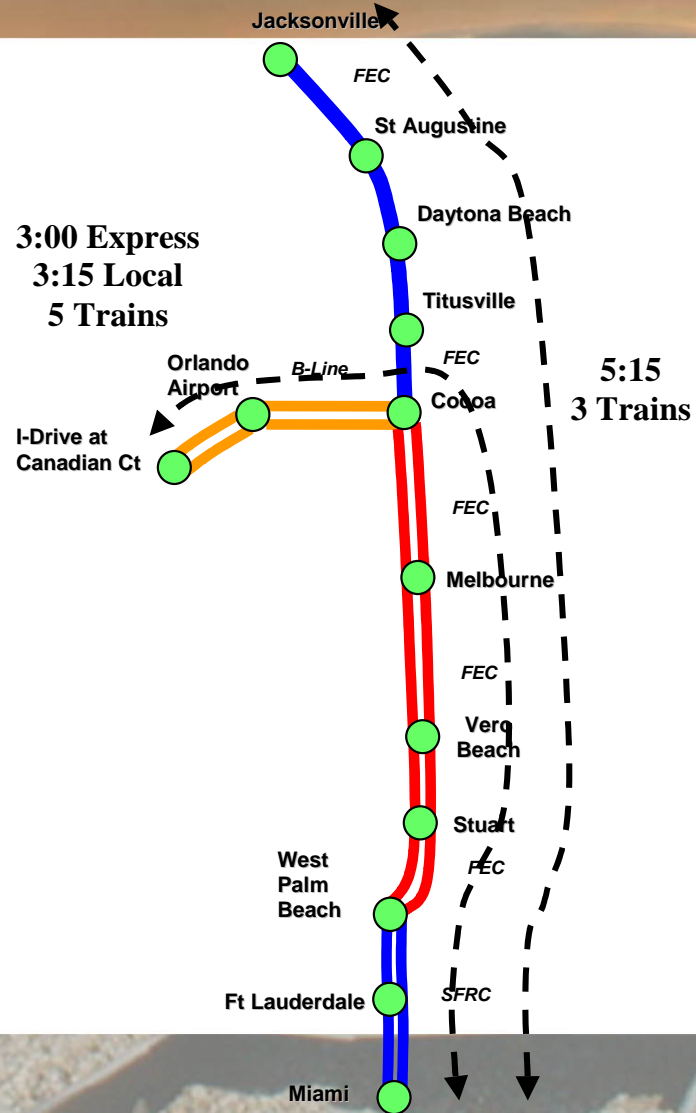 Jacksonville
FEC
St Augustine
Daytona Beach
3:00 Express
3:15 Local
5 Trains
Titusville
Orlando
Airport
B-Line
FEC
5:15
3 Trains
Cocoa
I-Drive at
Canadian Ct
FEC
Melbourne
FEC
Vero
Beach
Stuart
West
Palm
Beach
FEC
Ft Lauderdale
SFRC
Miami